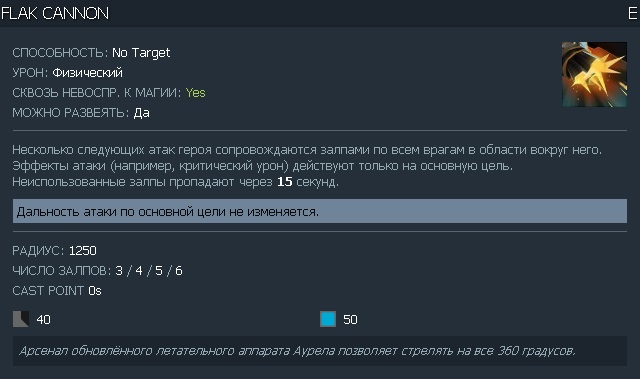 FLAK CANNON E
СПОСОБНОСТЬ: No Target
УРОН: Физический
СКВОЗЬ НЕВОСПР. К МАГИИ: Yes
МОЖНО РАЗВЕЯТЬ: Да
Несколько следующих атак героя сопровождаются залпами по всем врагам в области вокруг него.
Эффекты атаки (например, критический урон) действуют только на основную цель.
Неиспользованные залпы пропадают через 15 секунд.
Дальность атаки по основной цели не изменяется.
РАДИУС: 1250
ЧИСЛО ЗАЛПОВ: 3 / 4 / 5 / 6
CAST POINT 0s
40 50
Арсенал обновлённого летательного аппарата Аурела позволяет стрелять на все 360 градусов.